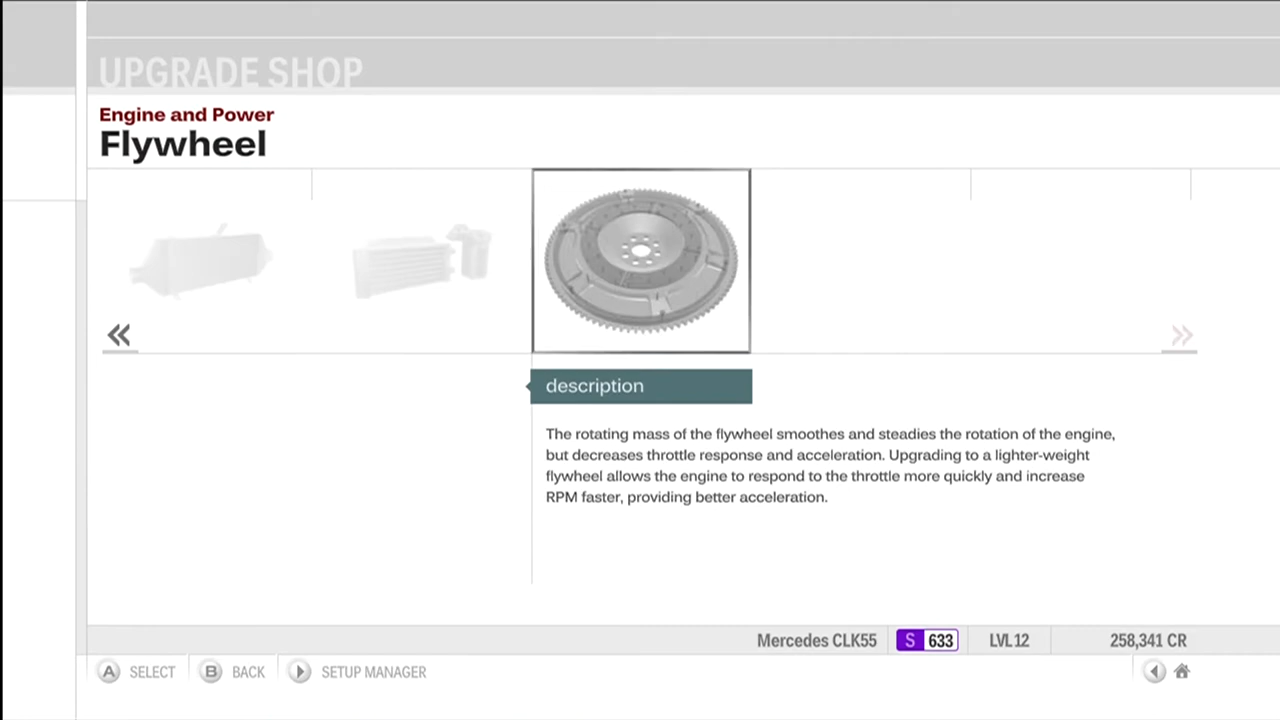 UPGRADE SHOP
Engine and Power
Flywheel
description
The rotating mass of the flywheel smoothes and steadies the rotation of the engine,
but decreases throttle response and acceleration. Upgrading to a lighter-weight
flywheel allows the engine to respond to the throttle more quickly and increase
RPM faster, providing better acceleration.
Mercedes CLK55 S 633 LVL 12 258,341 CR
A SELECT B BACK SETUP MANAGER